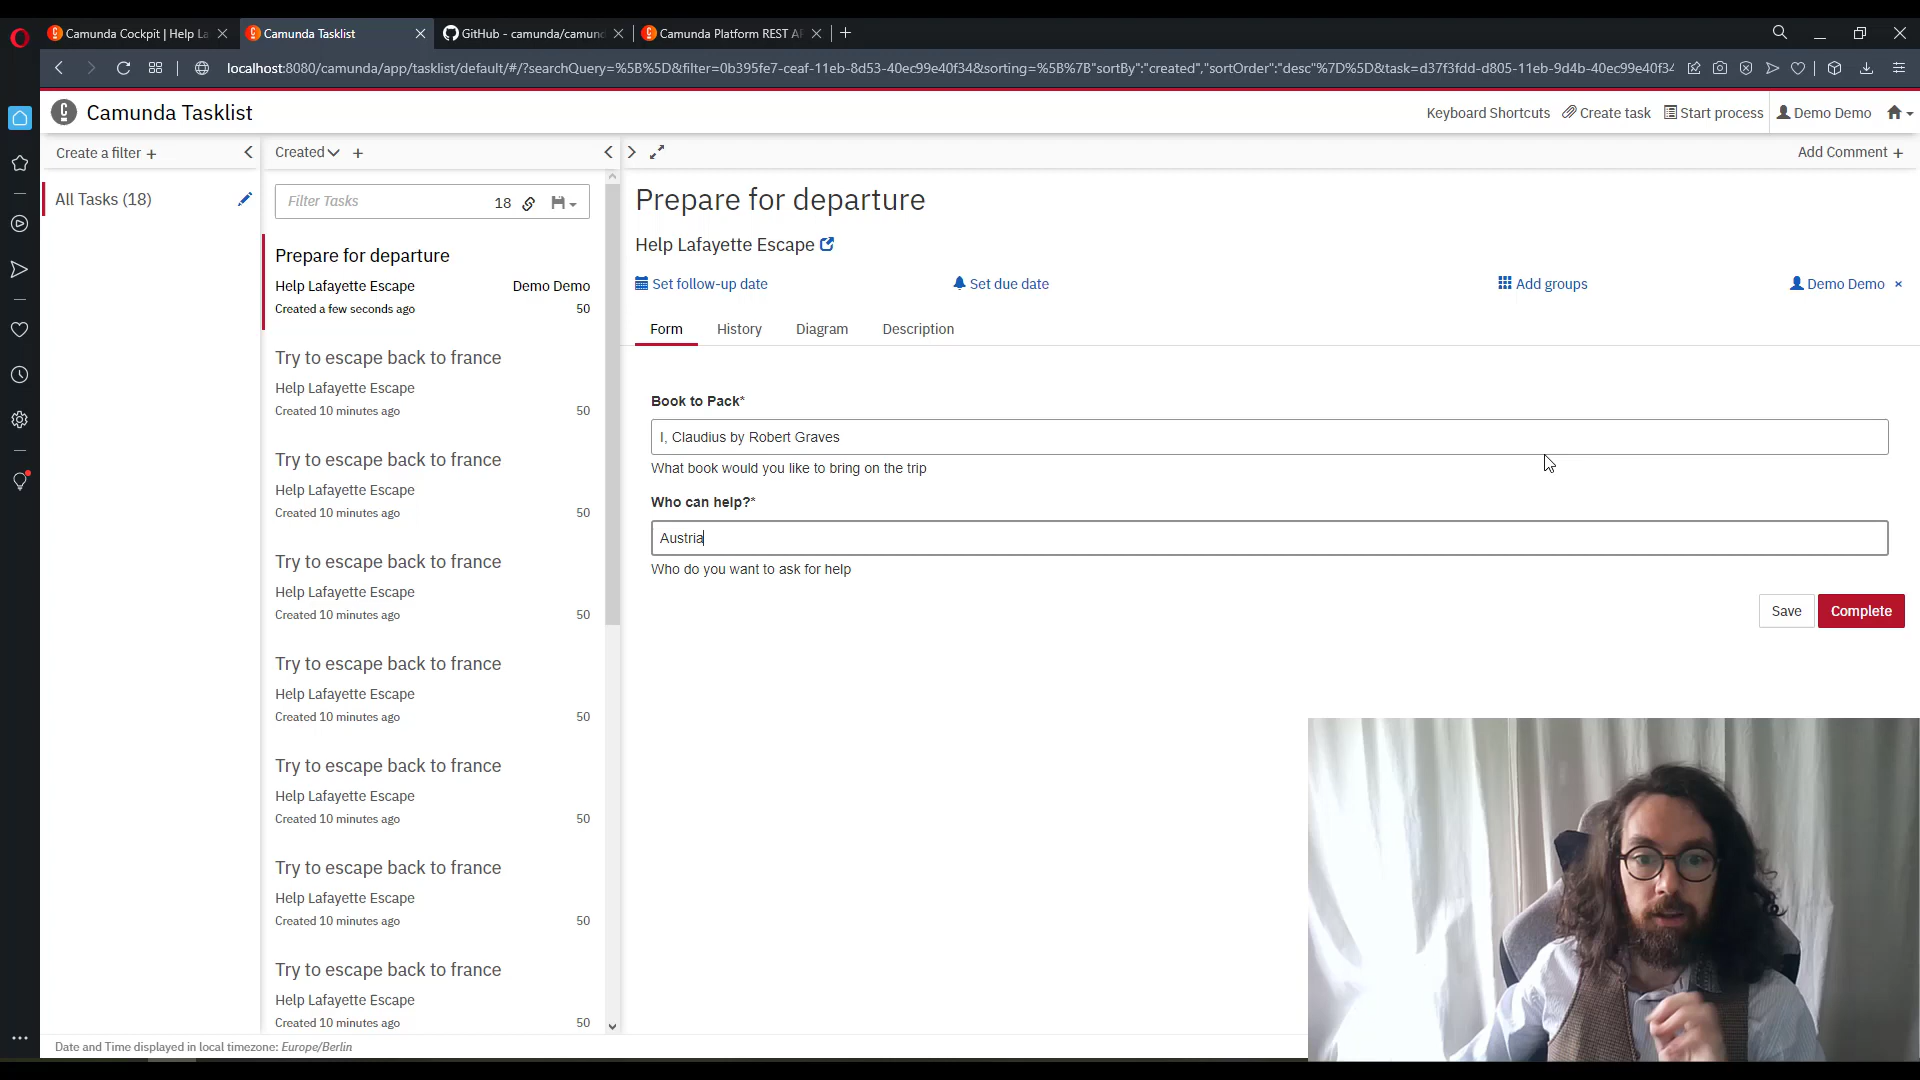 Camunda Cockpit | Help La
Camunda Tasklist
GitHub - camunda/camund
Camunda Platform REST AP
localhost:8080/camunda/app/tasklist/default/#/?searchQuery=%5B%5D&filter=0b395fe7-ceaf-11eb-8d53-40ec99e40f34&sorting=%5B%7B"sortBy":"created","sortOrder":"desc"%7D%5D&task=d37f3fdd-d805-11eb-9d4b-40ec99e40f34
Camunda Tasklist
Keyboard Shortcuts
Create task
Start process
Demo Demo
Create a filter +
Created
+
Add Comment +
All Tasks (18)
Filter Tasks
18
Prepare for departure
Help Lafayette Escape
Demo Demo
Created a few seconds ago
50
Try to escape back to france
Help Lafayette Escape
Created 10 minutes ago
50
Try to escape back to france
Help Lafayette Escape
Created 10 minutes ago
50
Try to escape back to france
Help Lafayette Escape
Created 10 minutes ago
50
Try to escape back to france
Help Lafayette Escape
Created 10 minutes ago
50
Try to escape back to france
Help Lafayette Escape
Created 10 minutes ago
50
Try to escape back to france
Help Lafayette Escape
Created 10 minutes ago
50
Try to escape back to france
Help Lafayette Escape
Created 10 minutes ago
50
Prepare for departure
Help Lafayette Escape
Set follow-up date
Set due date
Add groups
Demo Demo ×
Form
History
Diagram
Description
Book to Pack*
I, Claudius by Robert Graves
What book would you like to bring on the trip
Who can help?*
Austria
Who do you want to ask for help
Save
Complete
Date and Time displayed in local timezone: Europe/Berlin